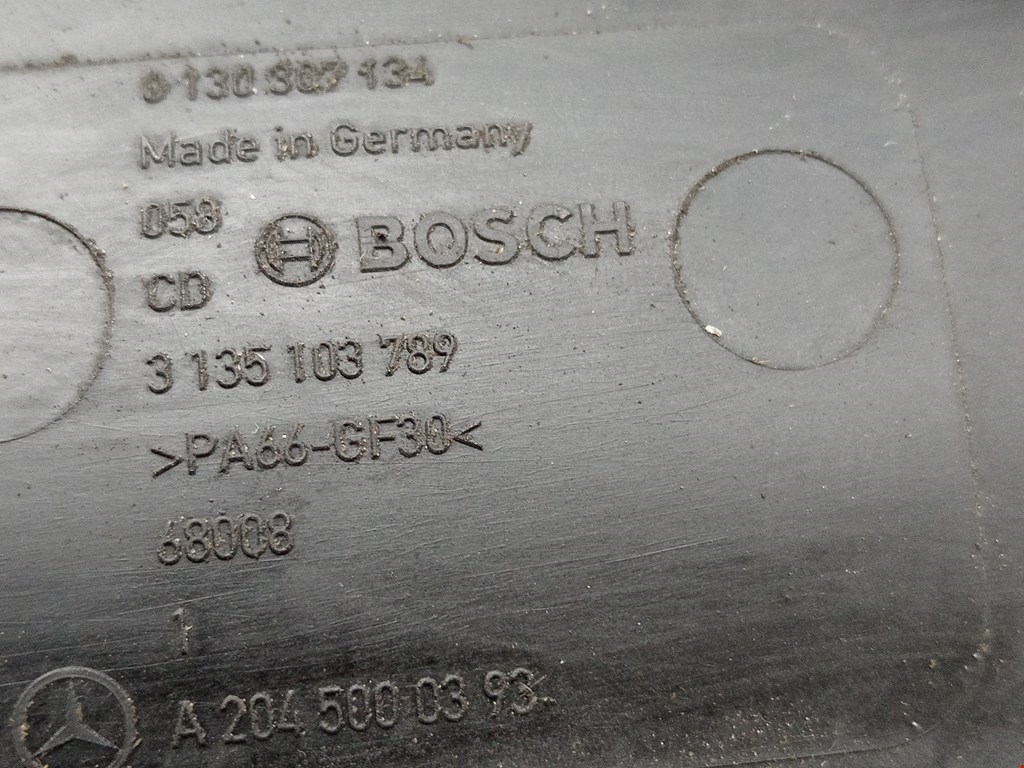 0 130 307 134
Made in Germany
058
BOSCH
CD
3 135 103 789
>PA66-GF30<
68008
1
A 204 500 03 93